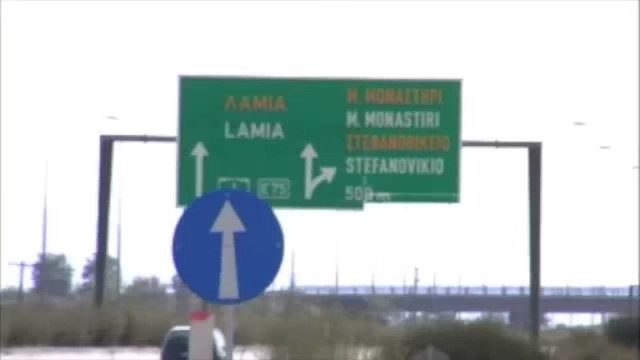 ΛΑΜΙΑ
LAMIA
E75
Μ. ΜΟΝΑΣΤΗΡΙ
M. MONASTIRI
ΣΤΕΦΑΝΟΒΙΚΕΙΟ
STEFANOVIKIO
500 m